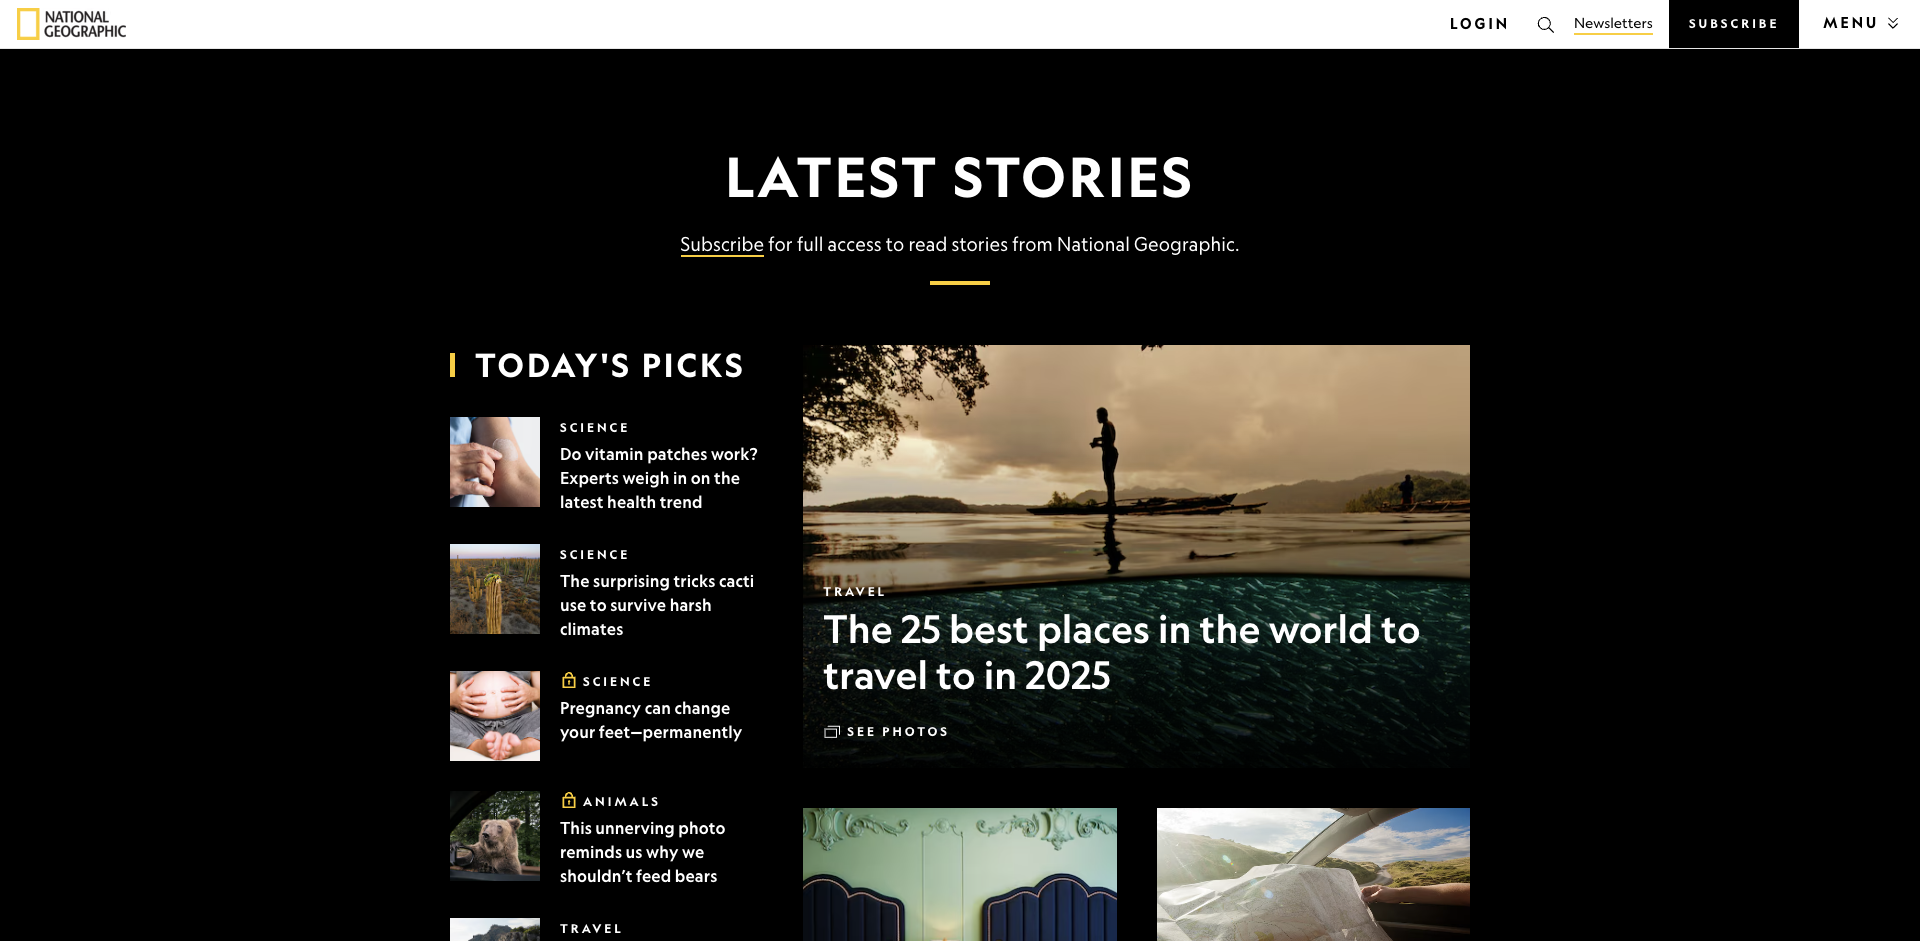 NATIONAL
GEOGRAPHIC
LOGIN
Newsletters
SUBSCRIBE
MENU
LATEST STORIES
Subscribe for full access to read stories from National Geographic.
TODAY'S PICKS
SCIENCE
Do vitamin patches work?
Experts weigh in on the
latest health trend
SCIENCE
The surprising tricks cacti
use to survive harsh
climates
SCIENCE
Pregnancy can change
your feet—permanently
ANIMALS
This unnerving photo
reminds us why we
shouldn’t feed bears
TRAVEL
TRAVEL
The 25 best places in the world to
travel to in 2025
SEE PHOTOS